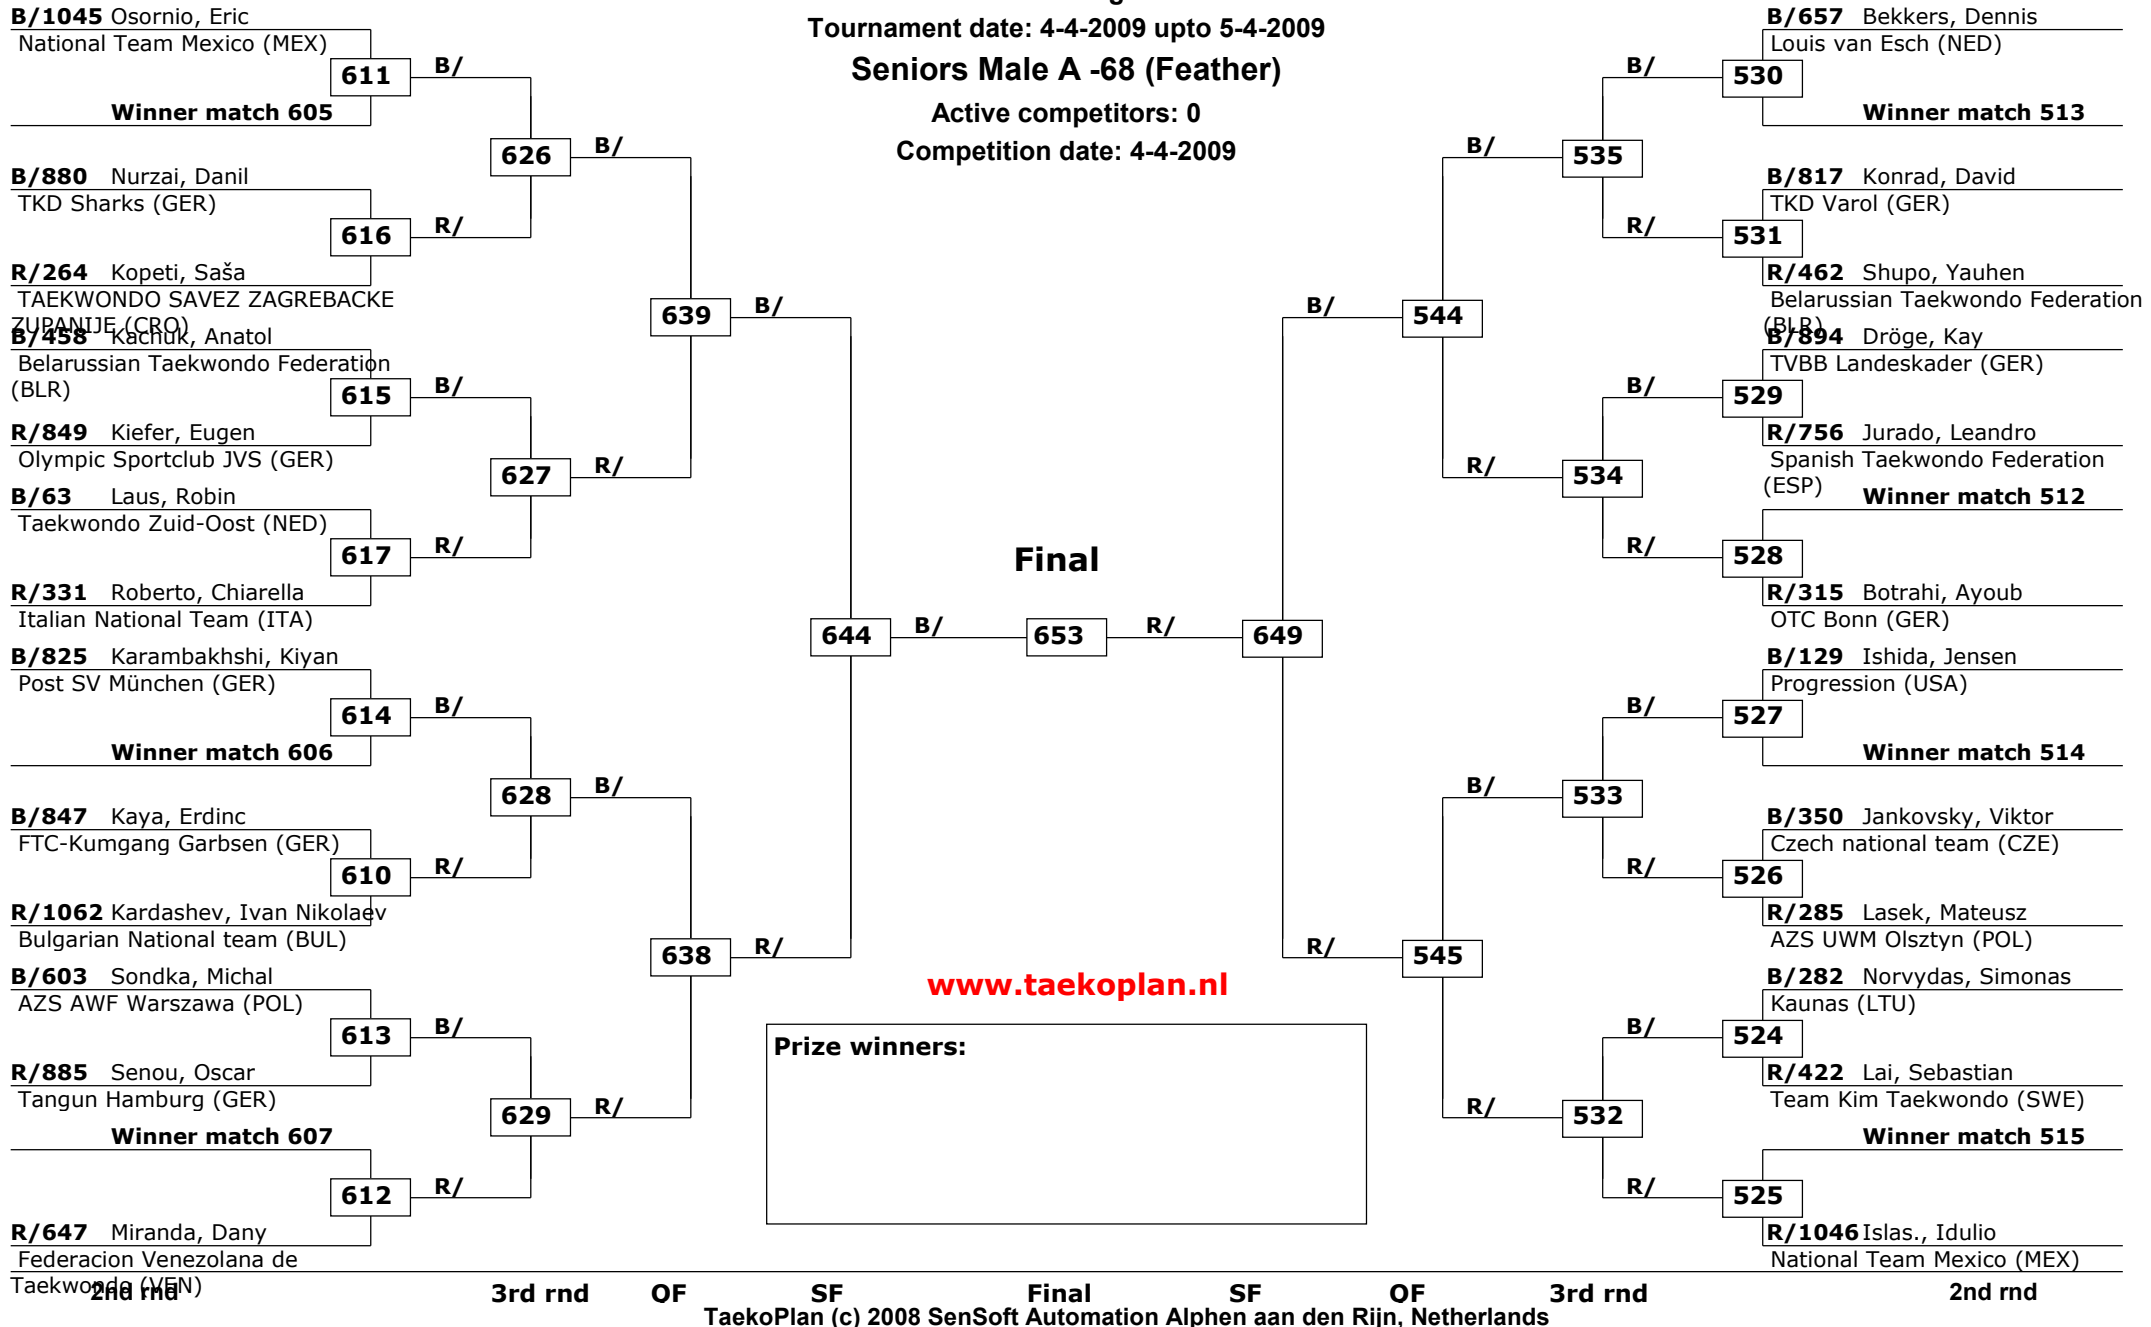 Tournament date: 4-4-2009 upto 5-4-2009
Seniors Male A -68 (Feather)
Active competitors: 0
Competition date: 4-4-2009
B/1045 Osornio, Eric
National Team Mexico (MEX)
611
B/
Winner match 605
626
B/
B/880 Nurzai, Danil
TKD Sharks (GER)
616
R/
R/264 Kopeti, Saša
TAEKWONDO SAVEZ ZAGREBACKE
ZUPANIJE (CRO)
639
B/
B/458 Kachuk, Anatol
Belarussian Taekwondo Federation
(BLR)
615
B/
R/849 Kiefer, Eugen
Olympic Sportclub JVS (GER)
627
R/
B/63 Laus, Robin
Taekwondo Zuid-Oost (NED)
617
R/
R/331 Roberto, Chiarella
Italian National Team (ITA)
644
B/
B/825 Karambakhshi, Kiyan
Post SV München (GER)
614
B/
Winner match 606
628
B/
B/847 Kaya, Erdinc
FTC-Kumgang Garbsen (GER)
610
R/
R/1062 Kardashev, Ivan Nikolaev
Bulgarian National team (BUL)
638
R/
B/603 Sondka, Michal
AZS AWF Warszawa (POL)
613
B/
R/885 Senou, Oscar
Tangun Hamburg (GER)
629
R/
Winner match 607
612
R/
R/647 Miranda, Dany
Federacion Venezolana de
Taekwondo (VEN)
Final
653
R/
649
www.taekoplan.nl
Prize winners:
B/657 Bekkers, Dennis
Louis van Esch (NED)
B/
530
Winner match 513
B/
535
B/817 Konrad, David
TKD Varol (GER)
R/
531
R/462 Shupo, Yauhen
Belarussian Taekwondo Federation
(BLR)
B/
544
B/894 Dröge, Kay
TVBB Landeskader (GER)
B/
529
R/756 Jurado, Leandro
Spanish Taekwondo Federation
(ESP)
R/
534
Winner match 512
R/
528
R/315 Botrahi, Ayoub
OTC Bonn (GER)
B/129 Ishida, Jensen
Progression (USA)
B/
527
Winner match 514
B/
533
B/350 Jankovsky, Viktor
Czech national team (CZE)
R/
526
R/285 Lasek, Mateusz
AZS UWM Olsztyn (POL)
R/
545
B/282 Norvydas, Simonas
Kaunas (LTU)
B/
524
R/422 Lai, Sebastian
Team Kim Taekwondo (SWE)
R/
532
Winner match 515
R/
525
R/1046 Islas., Idulio
National Team Mexico (MEX)
2nd rnd 3rd rnd QF SF Final SF QF 3rd rnd 2nd rnd
TaekoPlan (c) 2008 SenSoft Automation Alphen aan den Rijn, Netherlands